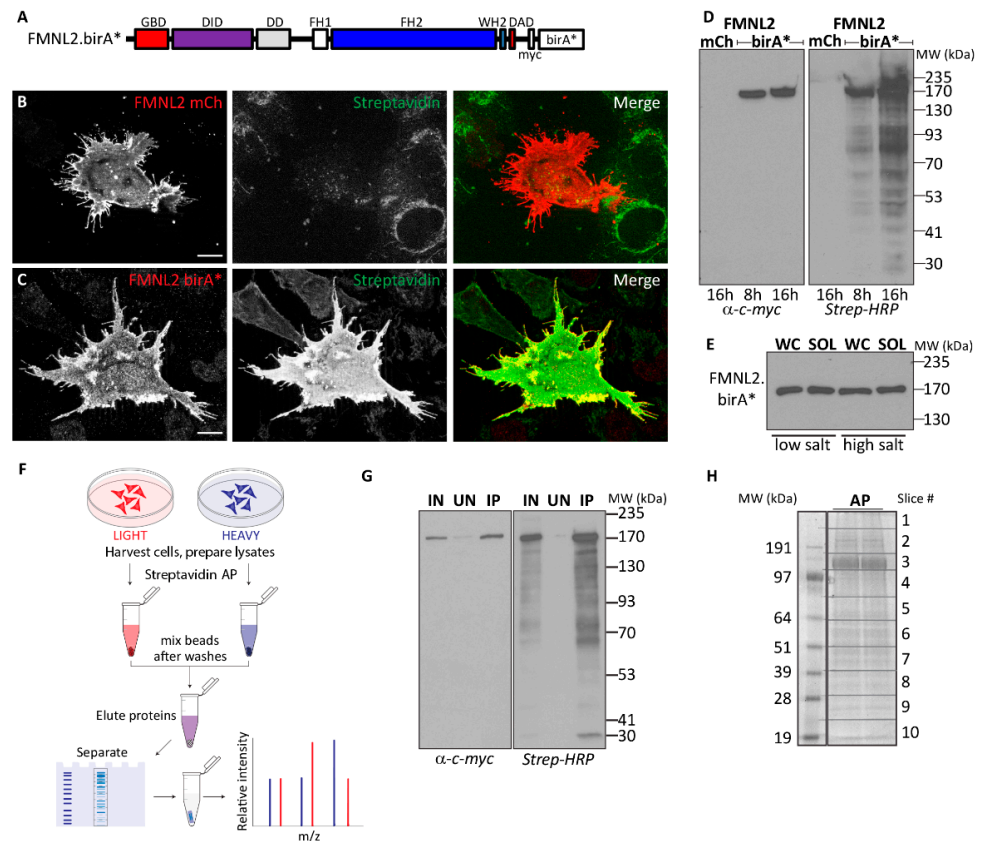 A
GBD DID DD FH1 FH2 WH2 DAD
FMNL2.birA*
myc birA*
B
FMNL2 mCh
Streptavidin
Merge
C
FMNL2 birA*
Streptavidin
Merge
D
FMNL2 FMNL2
mCh birA* mCh birA*
MW (kDa)
235
170
130
93
70
53
41
30
16h 8h 16h 16h 8h 16h
α-c-myc Strep-HRP
E
WC SOL WC SOL MW (kDa)
FMNL2.
birA*
235
170
130
low salt high salt
F
LIGHT HEAVY
Harvest cells, prepare lysates
Streptavidin AP
mix beads
after washes
Elute proteins
Separate
Relative intensity
m/z
G
IN UN IP IN UN IP MW (kDa)
235
170
130
93
70
53
41
30
α-c-myc Strep-HRP
H
MW (kDa) AP Slice #
191
97
64
51
39
28
19
1
2
3
4
5
6
7
8
9
10